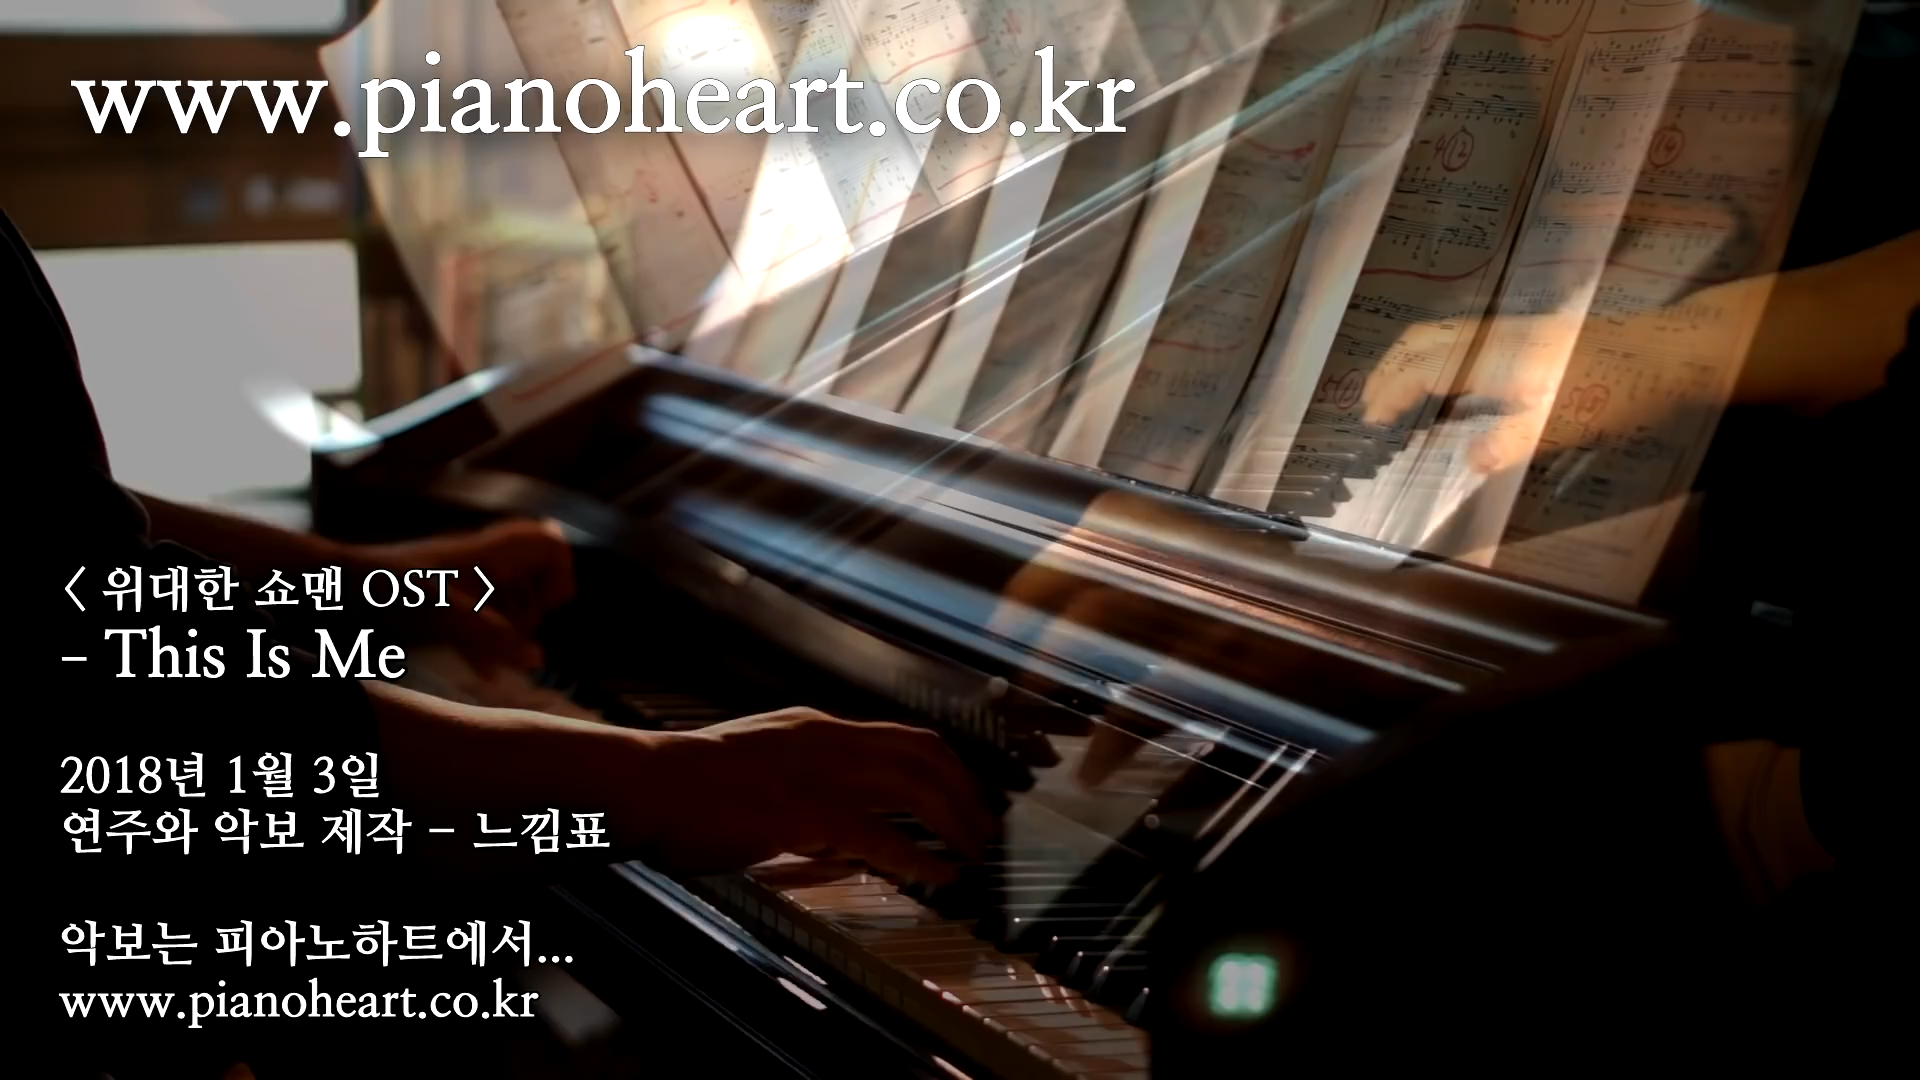 www.pianoheart.co.kr
〈 위대한 쇼맨 OST 〉
– This Is Me
2018년 1월 3일
연주와 악보 제작 – 느낌표
악보는 피아노하트에서...
www.pianoheart.co.kr